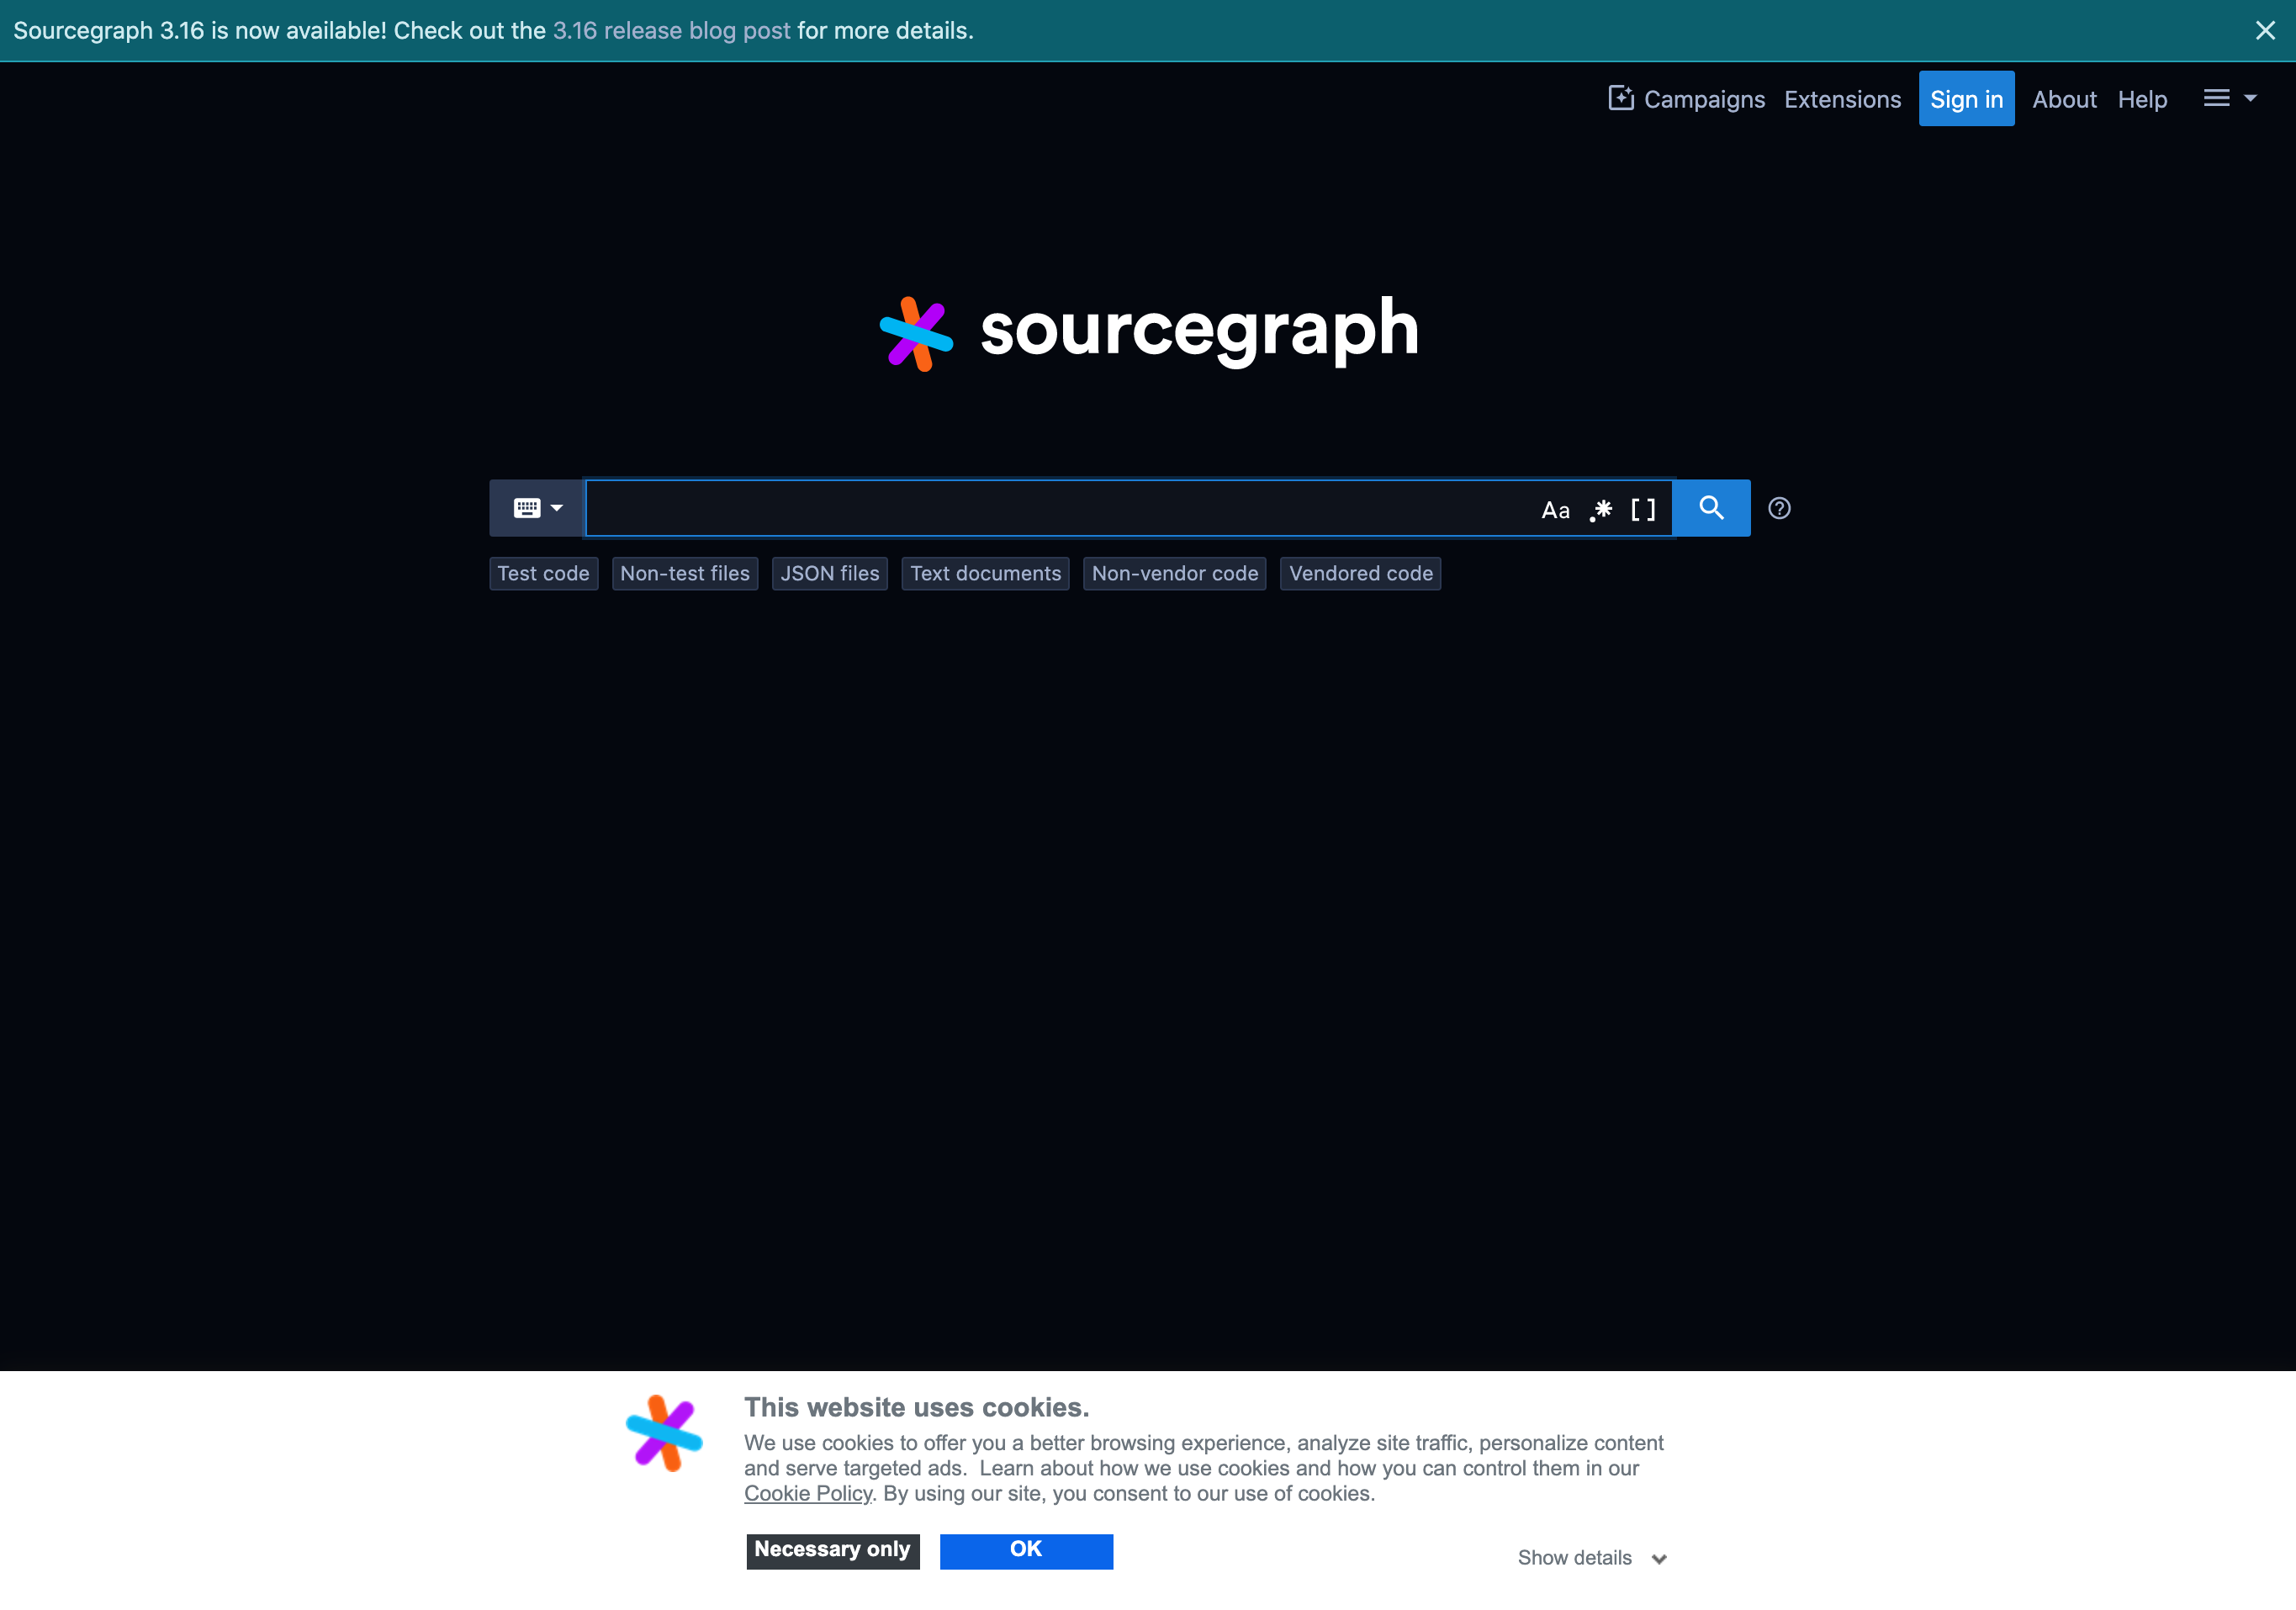 Sourcegraph 3.16 is now available! Check out the 3.16 release blog post for more details.
Campaigns Extensions Sign in About Help
sourcegraph
Aa .* [ ]
Test code Non-test files JSON files Text documents Non-vendor code Vendored code
This website uses cookies.
We use cookies to offer you a better browsing experience, analyze site traffic, personalize content
and serve targeted ads. Learn about how we use cookies and how you can control them in our
Cookie Policy. By using our site, you consent to our use of cookies.
Necessary only OK
Show details